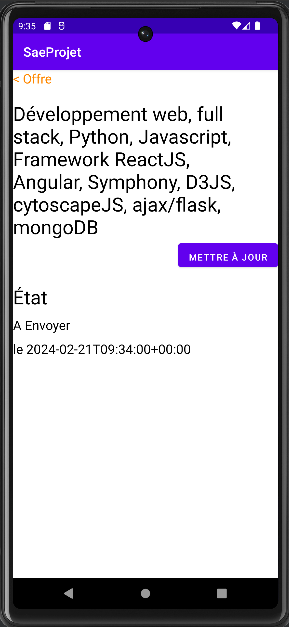 9:35
SaeProjet
< Offre
Développement web, full
stack, Python, Javascript,
Framework ReactJS,
Angular, Symphony, D3JS,
cytoscapeJS, ajax/flask,
mongoDB
METTRE À JOUR
État
A Envoyer
le 2024-02-21T09:34:00+00:00